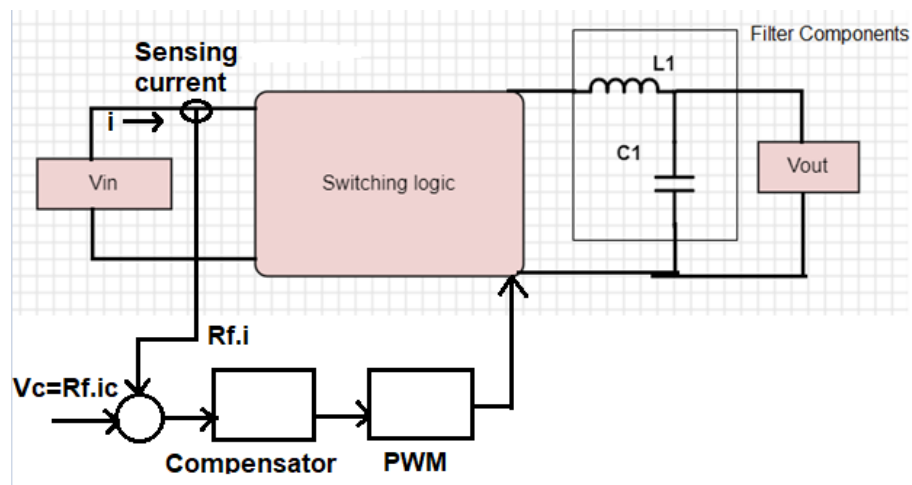 Filter Components
Sensing
current
L1
i
C1
Vin
Switching logic
Vout
Rf.i
Vc=Rf.ic
Compensator
PWM